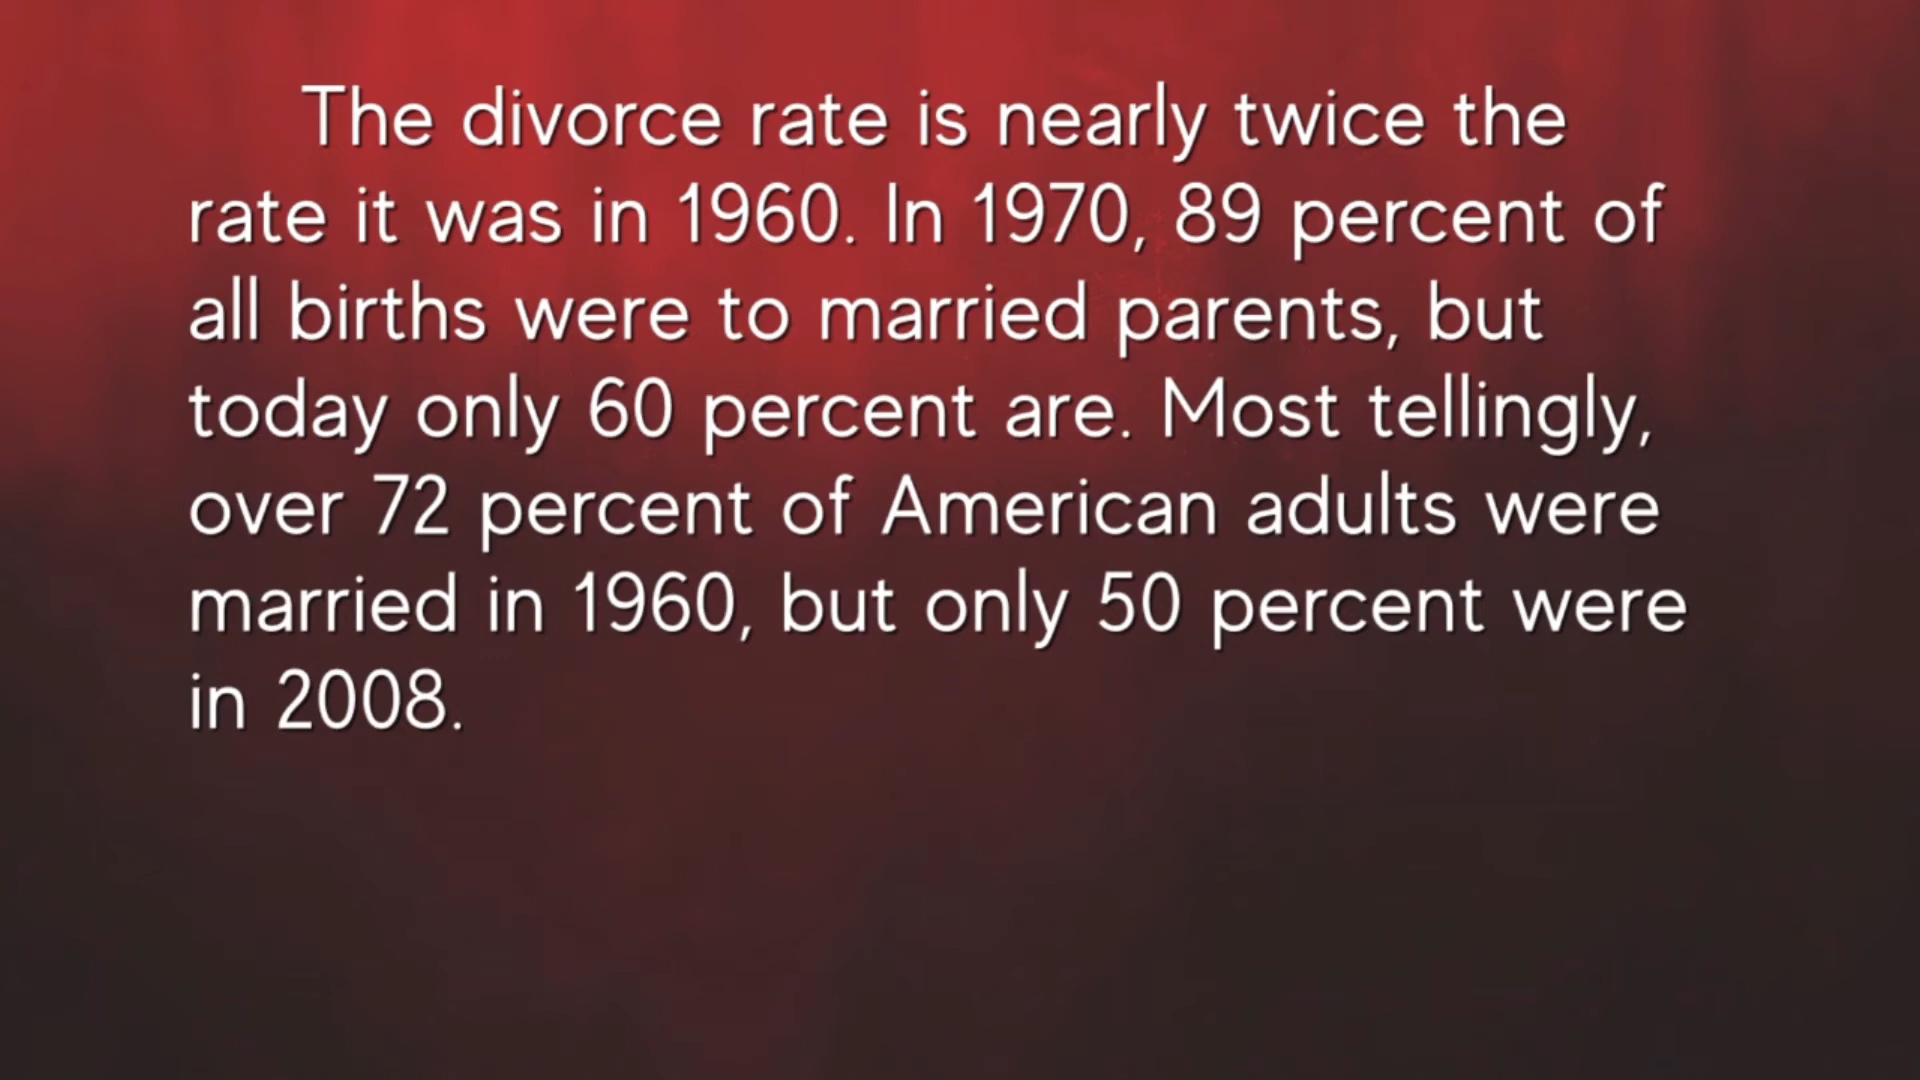 The divorce rate is nearly twice the
rate it was in 1960. In 1970, 89 percent of
all births were to married parents, but
today only 60 percent are. Most tellingly,
over 72 percent of American adults were
married in 1960, but only 50 percent were
in 2008.